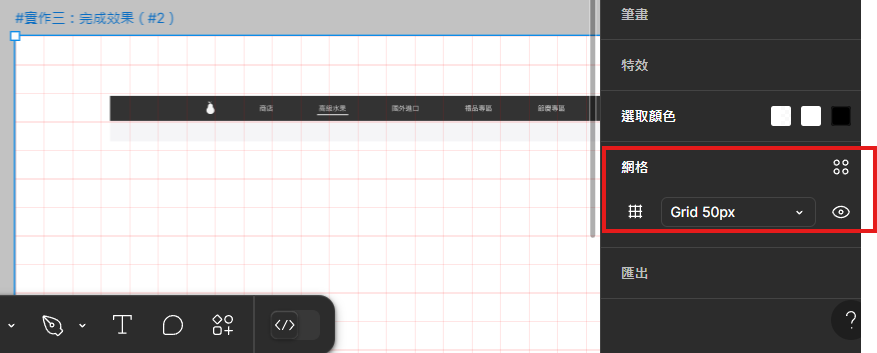 #實作三：完成效果（#2）
商店
高級水果
國外進口
禮品專區
節慶專區
筆畫
特效
選取顏色
網格
Grid 50px
匯出
T
</>
?